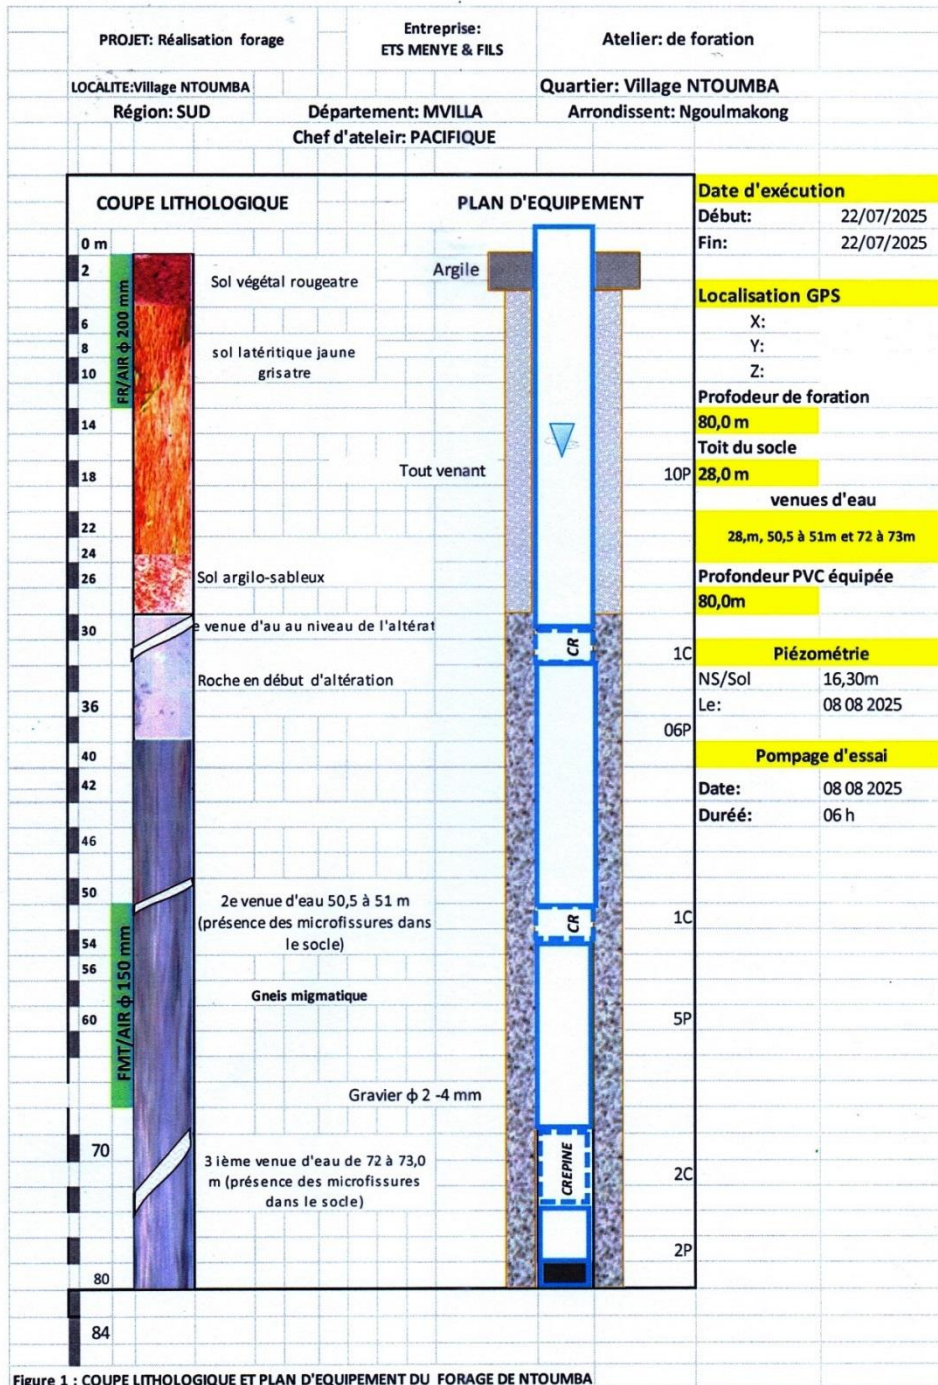 PROJET: Réalisation forage
Entreprise:
ETS MENYE & FILS
Atelier: de foration
LOCALITE:Village NTOUMBA
Quartier: Village NTOUMBA
Région: SUD
Département: MVILLA
Arrondissent: Ngoulmakong
Chef d'ateleir: PACIFIQUE
COUPE LITHOLOGIQUE
PLAN D'EQUIPEMENT
0 m
2
6
8
10
14
18
22
24
26
30
36
40
42
46
50
54
56
60
70
80
84
FR/AIR ф 200 mm
FMT/AIR ф 150 mm
Sol végétal rougeatre
sol latéritique jaune
grisatre
Sol argilo-sableux
e venue d'au au niveau de l'altérat
Roche en début d'altération
2e venue d'eau 50,5 à 51 m
(présence des microfissures dans
le socle)
Gneis migmatique
3 ième venue d'eau de 72 à 73,0
m (présence des microfissures
dans le socle)
Argile
Tout venant
Gravier ф 2 -4 mm
CR
CR
CREPINE
10P
1C
06P
1C
5P
2C
2P
Date d'exécution
Début: 22/07/2025
Fin: 22/07/2025
Localisation GPS
X:
Y:
Z:
Profodeur de foration
80,0 m
Toit du socle
28,0 m
venues d'eau
28,m, 50,5 à 51m et 72 à 73m
Profondeur PVC équipée
80,0m
Piézométrie
NS/Sol 16,30m
Le: 08 08 2025
Pompage d'essai
Date: 08 08 2025
Duréé: 06 h
Figure 1 : COUPE LITHOLOGIQUE ET PLAN D'EQUIPEMENT DU FORAGE DE NTOUMBA